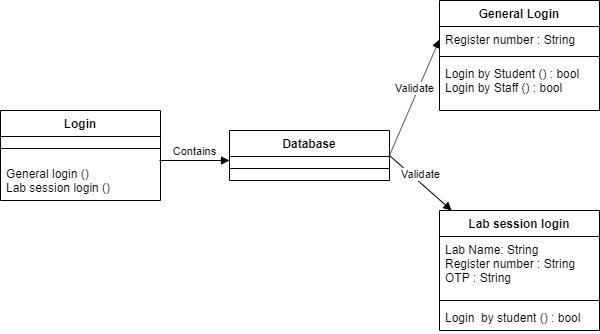 General Login
Register number : String
Login by Student () : bool
Login by Staff () : bool
Validate
Login
General login ()
Lab session login ()
Contains
Database
Validate
Lab session login
Lab Name: String
Register number : String
OTP : String
Login  by student () : bool